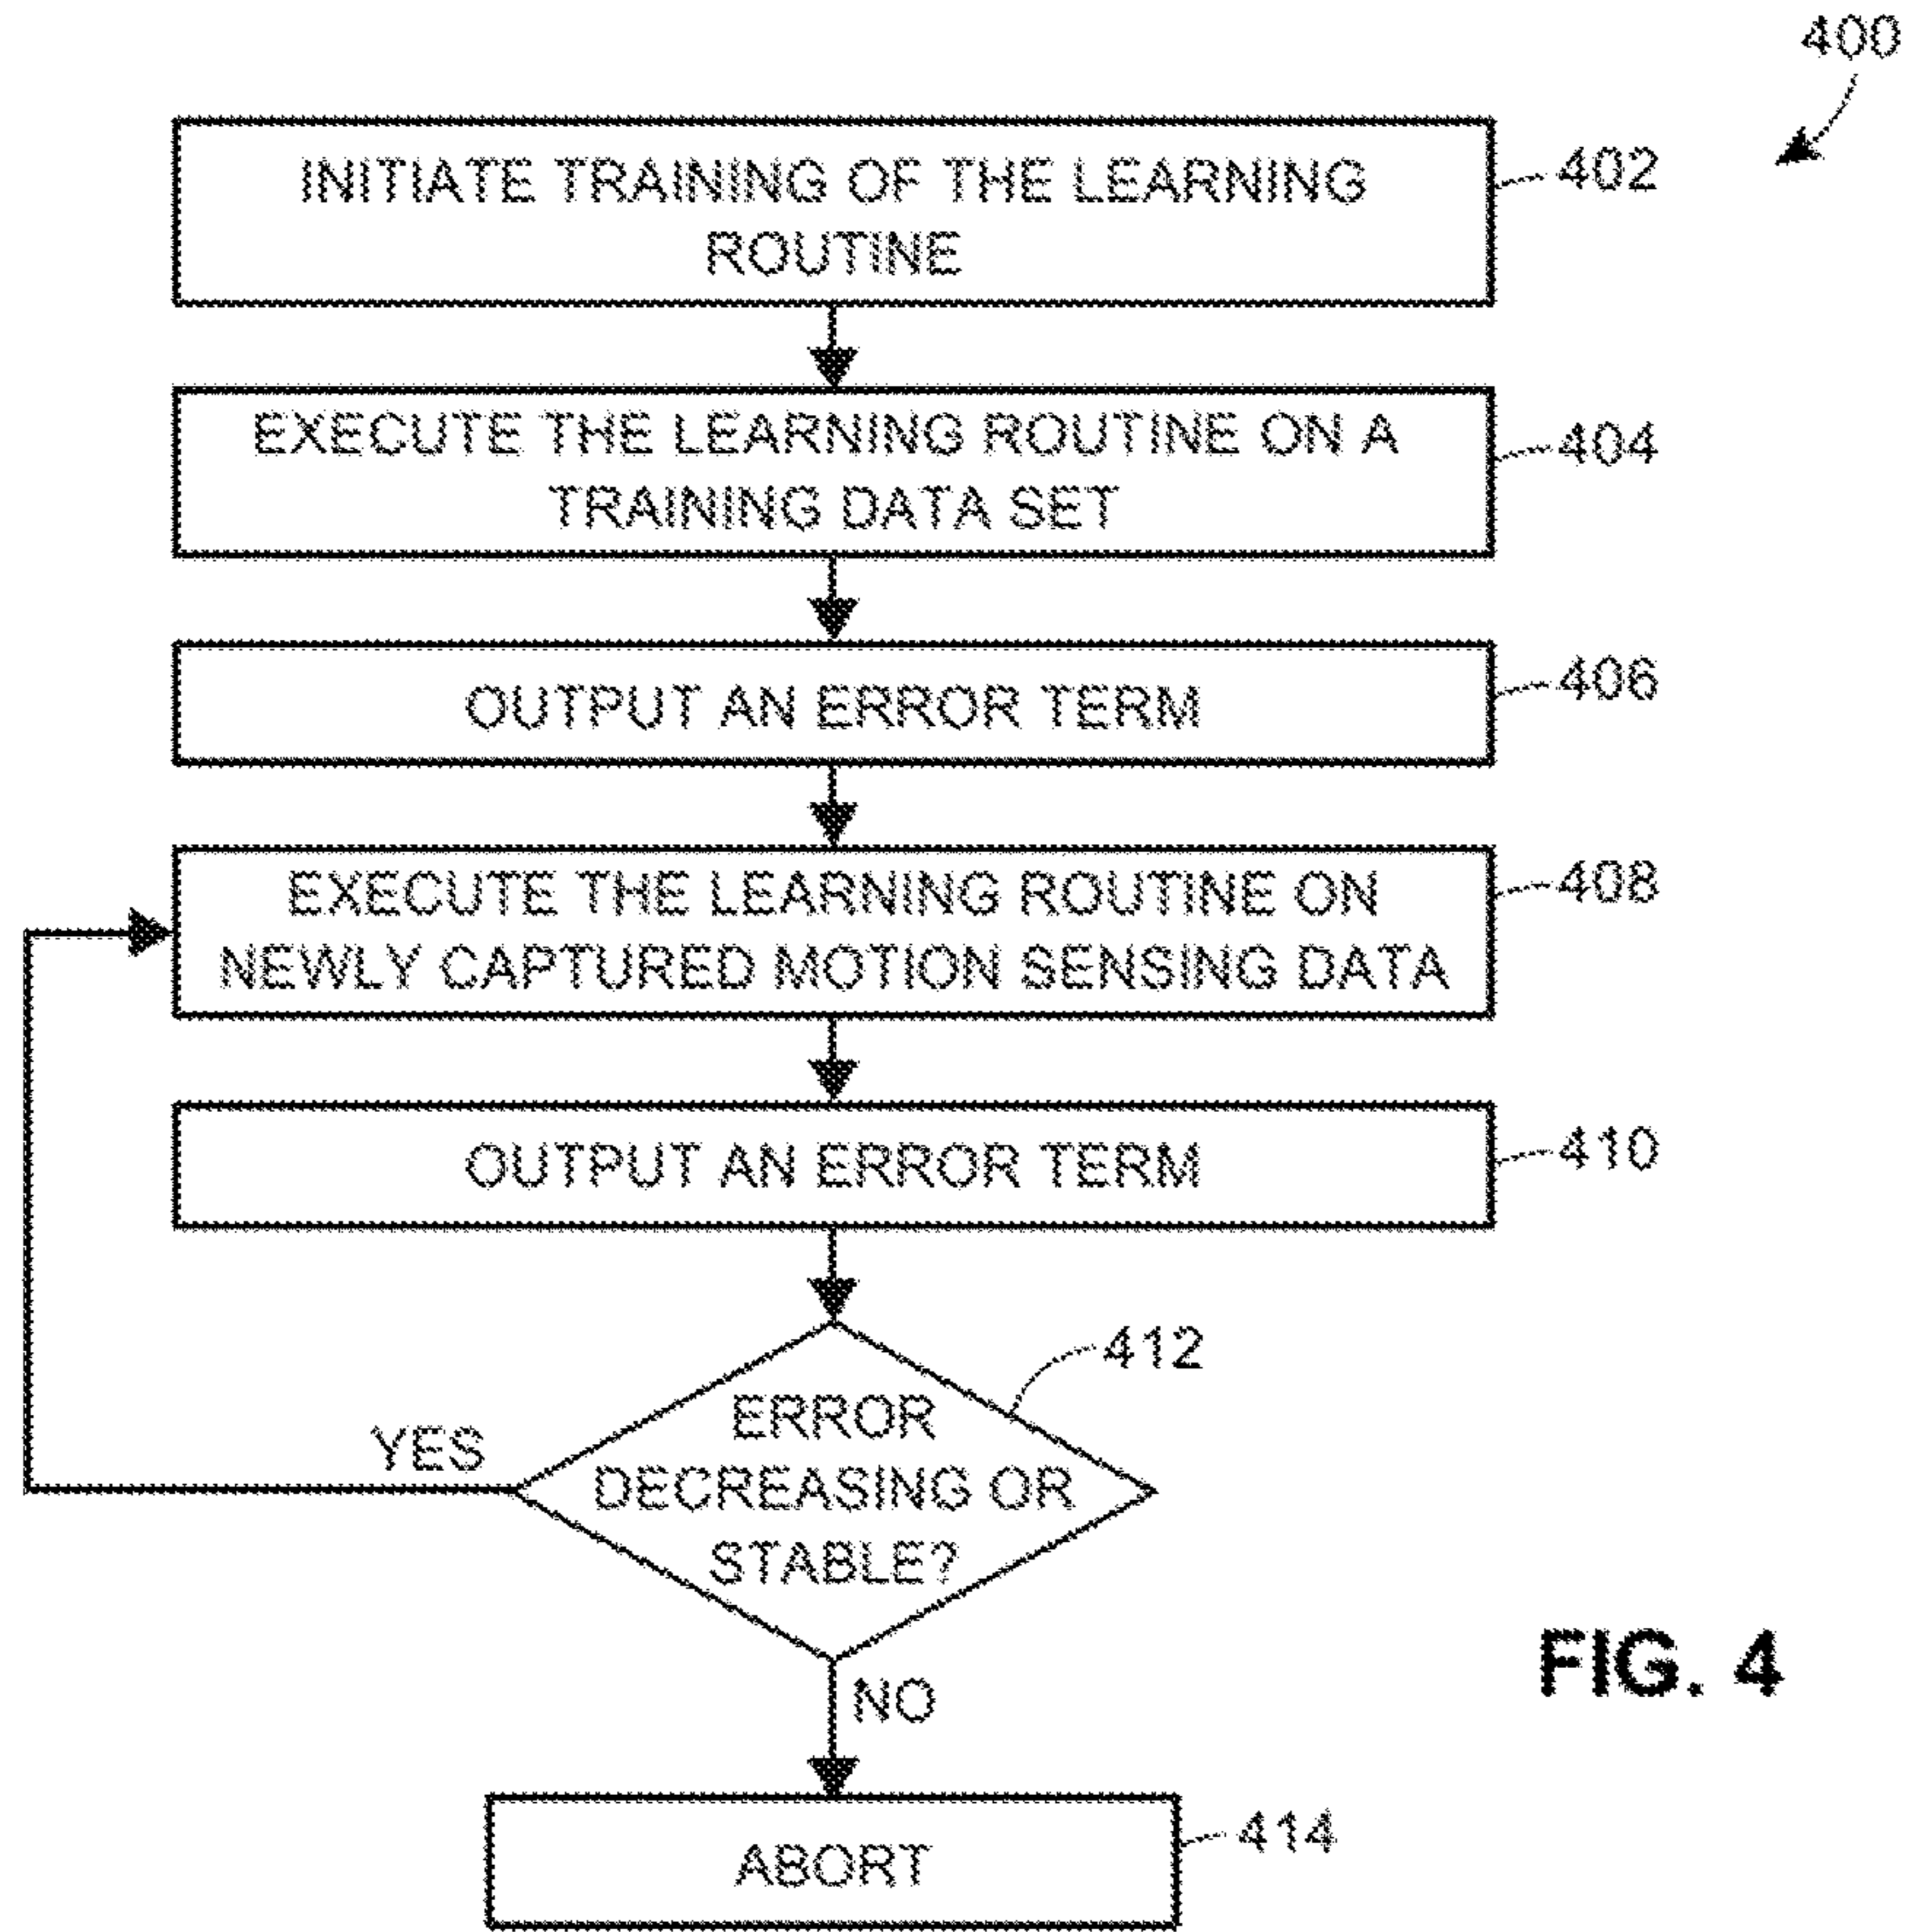 400
INITIATE TRAINING OF THE LEARNING
ROUTINE
402
EXECUTE THE LEARNING ROUTINE ON A
TRAINING DATA SET
404
OUTPUT AN ERROR TERM
406
EXECUTE THE LEARNING ROUTINE ON
NEWLY CAPTURED MOTION SENSING DATA
408
OUTPUT AN ERROR TERM
410
412
ERROR
DECREASING OR
STABLE?
YES
NO
ABORT
414
FIG. 4